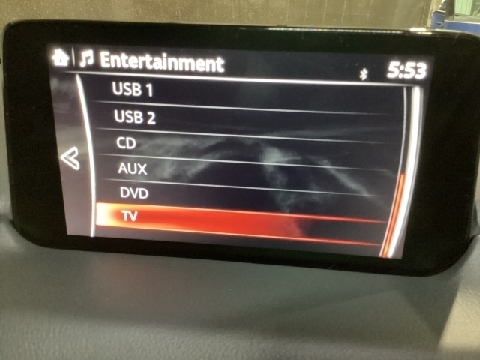 Entertainment
5:53
USB 1
USB 2
CD
AUX
DVD
TV